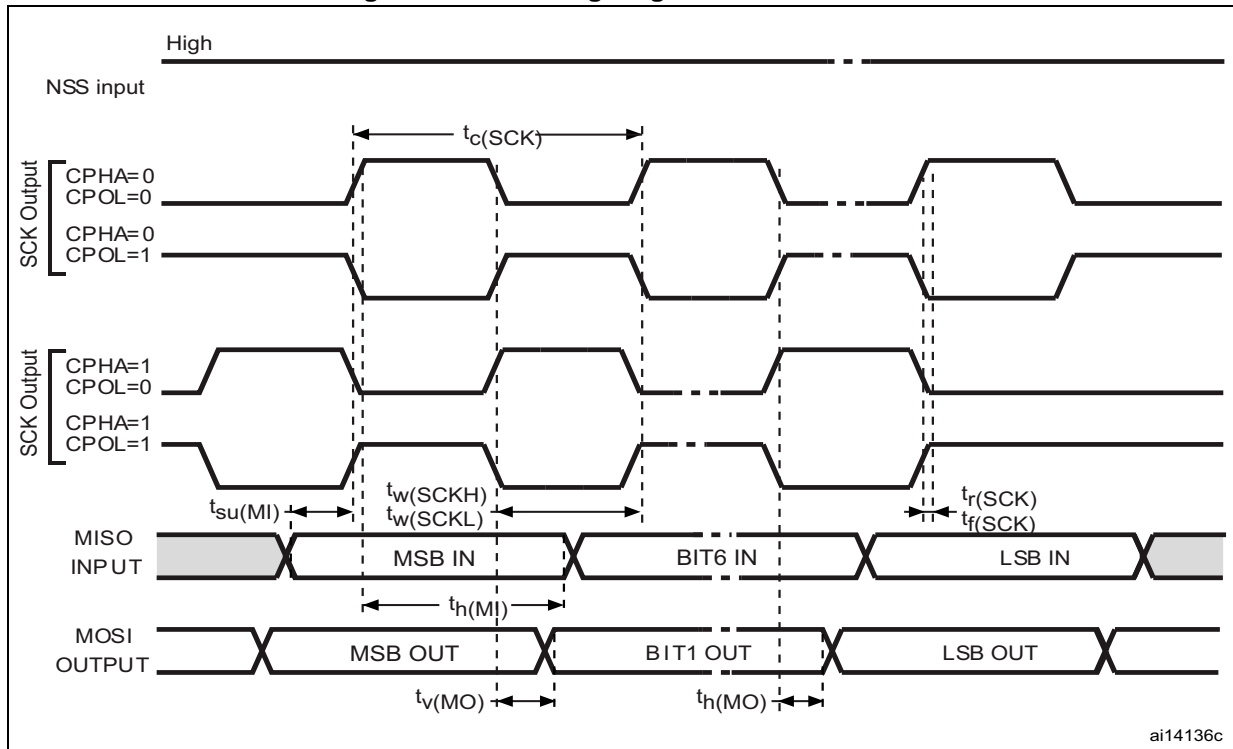 High
NSS input
tc(SCK)
SCK Output
CPHA=0
CPOL=0
CPHA=0
CPOL=1
SCK Output
CPHA=1
CPOL=0
CPHA=1
CPOL=1
tsu(MI)
tw(SCKH)
tw(SCKL)
tr(SCK)
tf(SCK)
MISO
INPUT
MSB IN
BIT6 IN
LSB IN
th(MI)
MOSI
OUTPUT
MSB OUT
BIT1 OUT
LSB OUT
tv(MO)
th(MO)
ai14136c